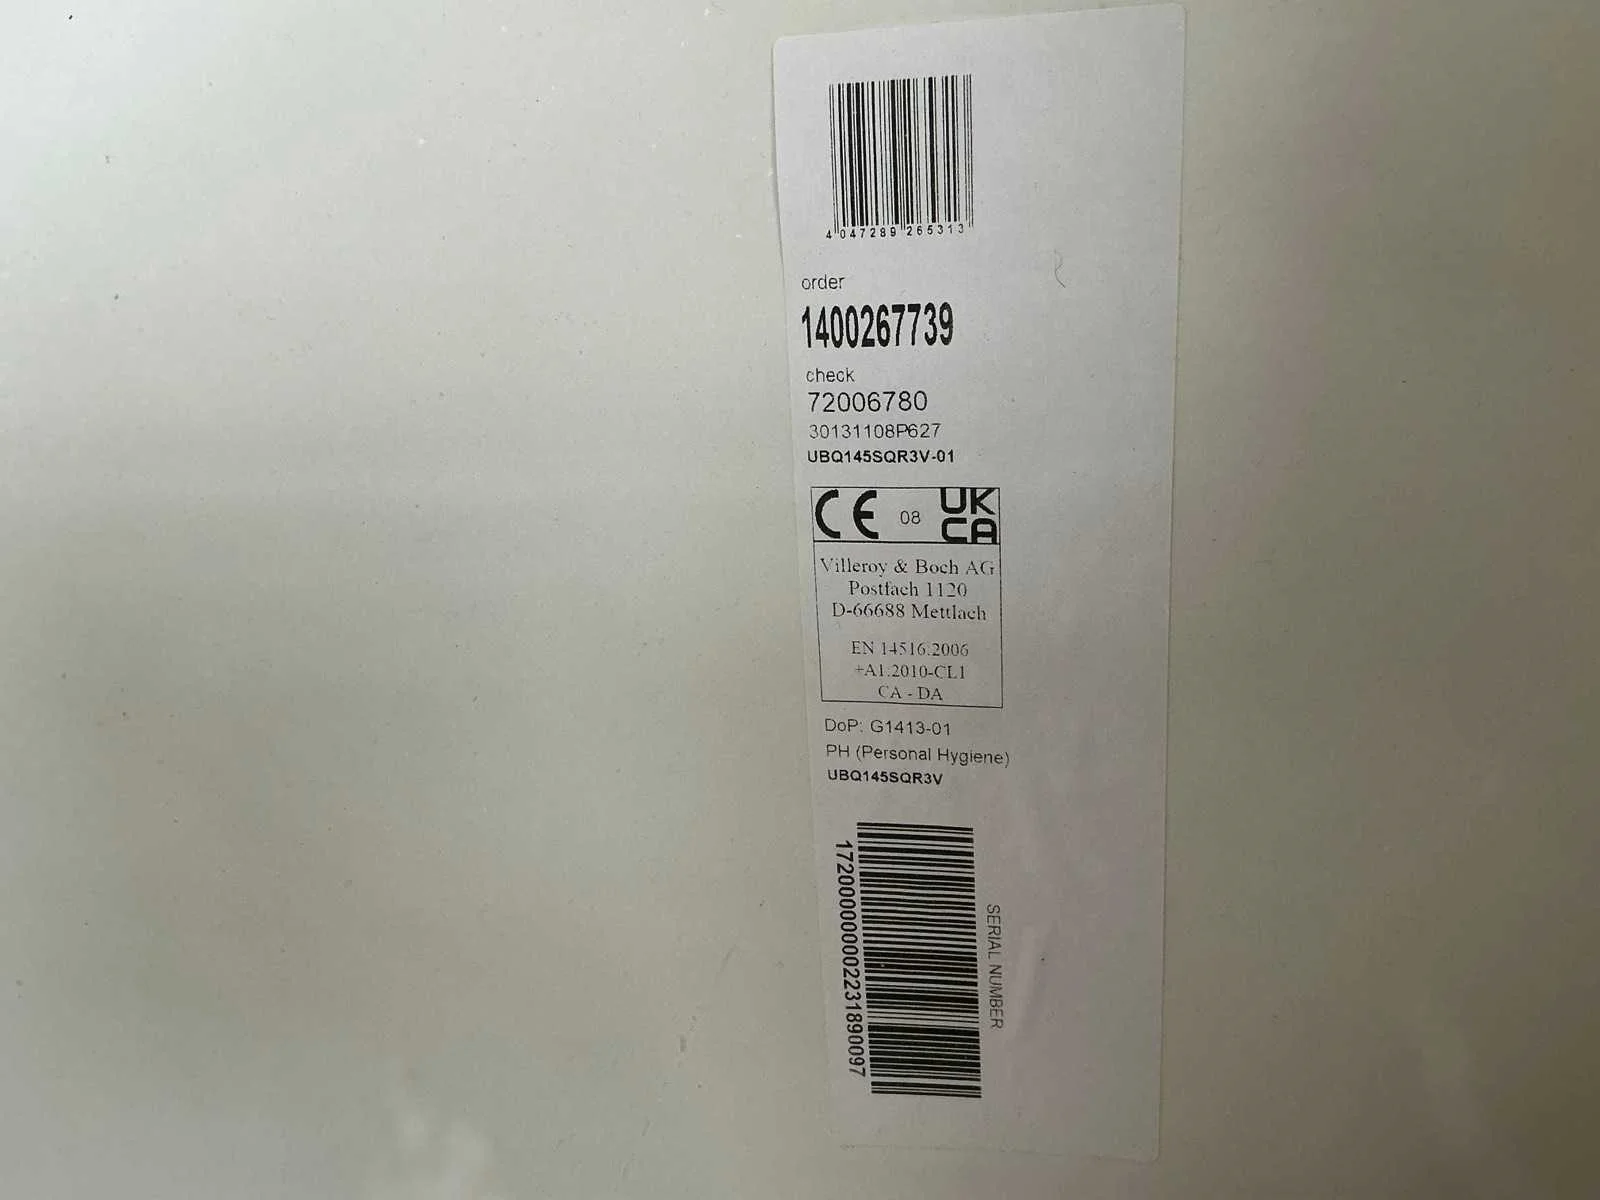 4 047289 265313
order
1400267739
check
72006780
30131108P627
UBQ145SQR3V-01
CE 08 UK
CA
Villeroy & Boch AG
Postfach 1120
D-66688 Mettlach
EN 14516:2006
+A1:2010-CL1
CA - DA
DoP: G1413-01
PH (Personal Hygiene)
UBQ145SQR3V
SERIAL NUMBER
172000000002231890097